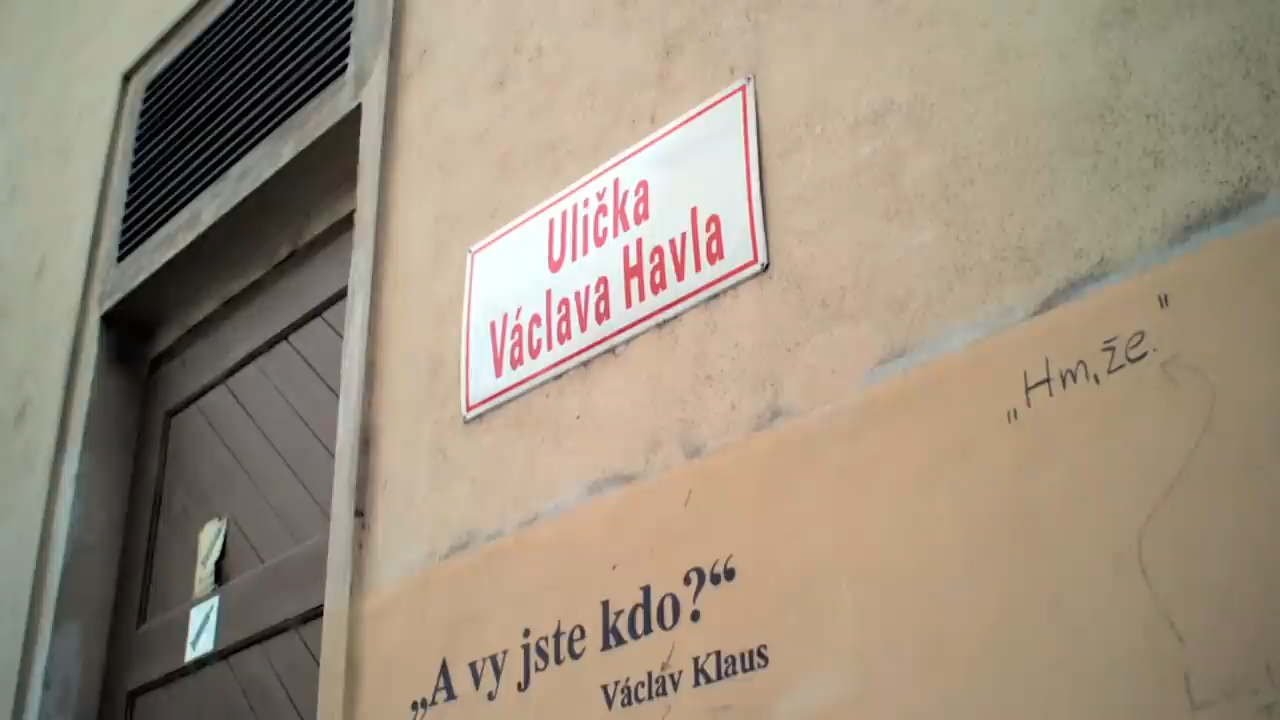 Ulička
Václava Havla
„Hm, že."
„A vy jste kdo?“
Václav Klaus